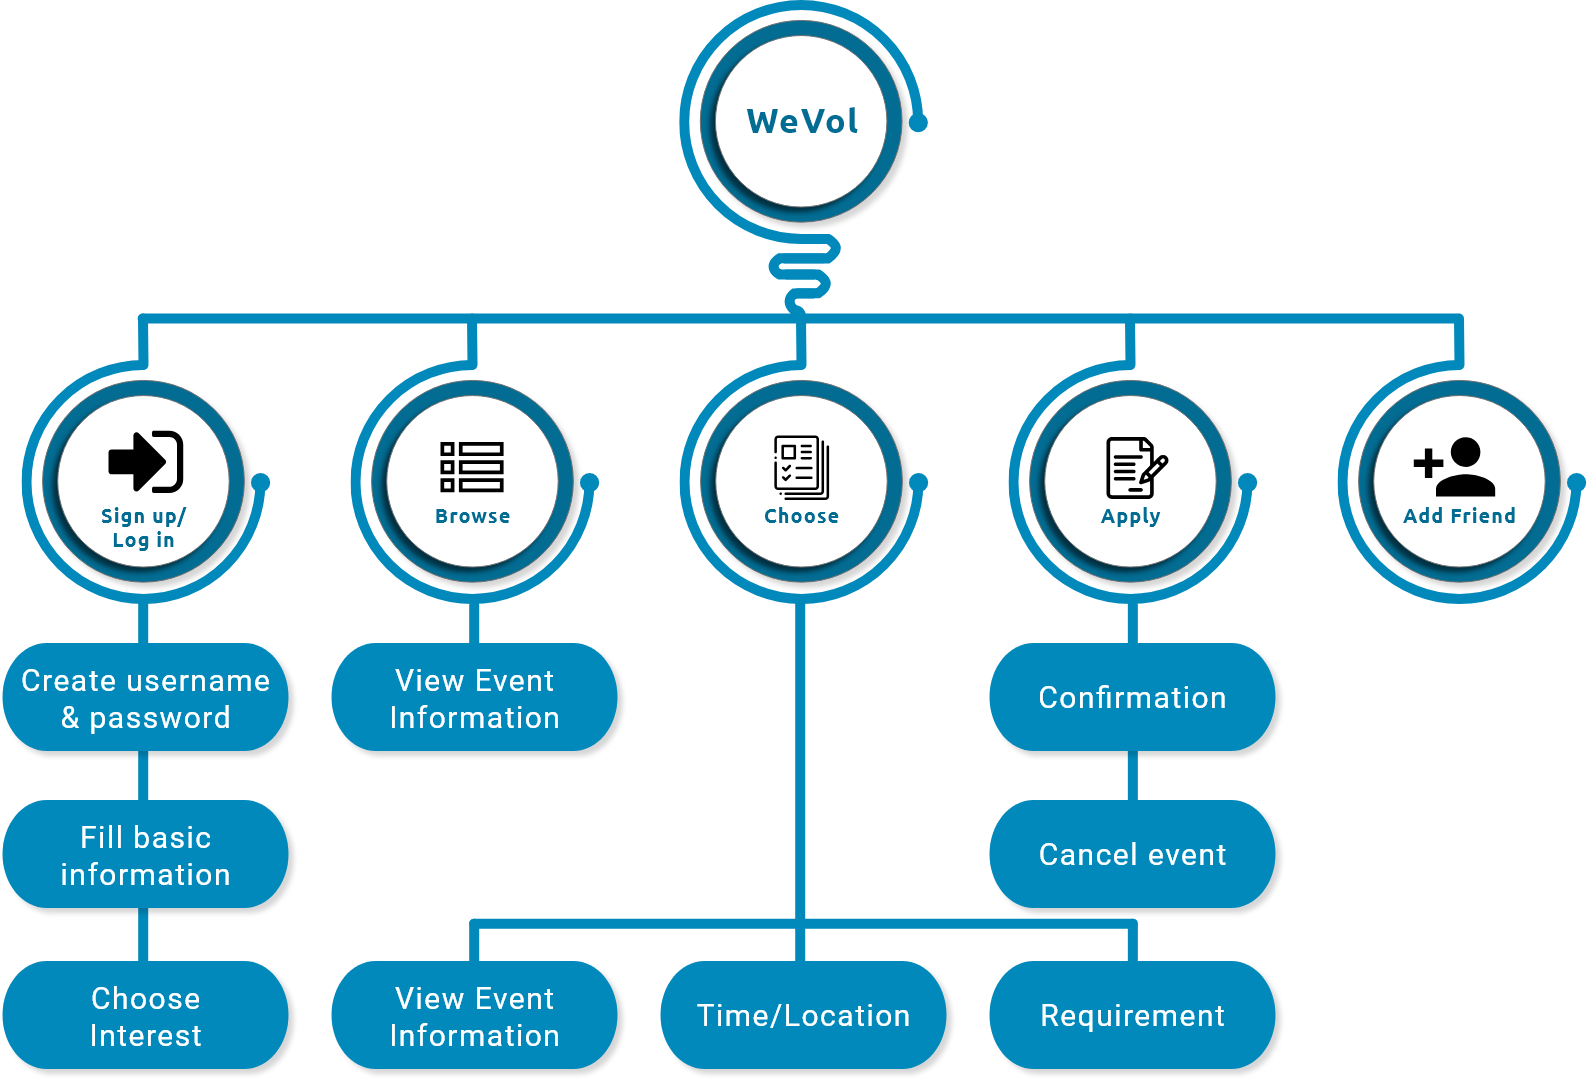 WeVol
Sign up/
Log in
Browse
Choose
Apply
Add Friend
Create username
& password
View Event
Information
Confirmation
Fill basic
information
Cancel event
Choose
Interest
View Event
Information
Time/Location
Requirement